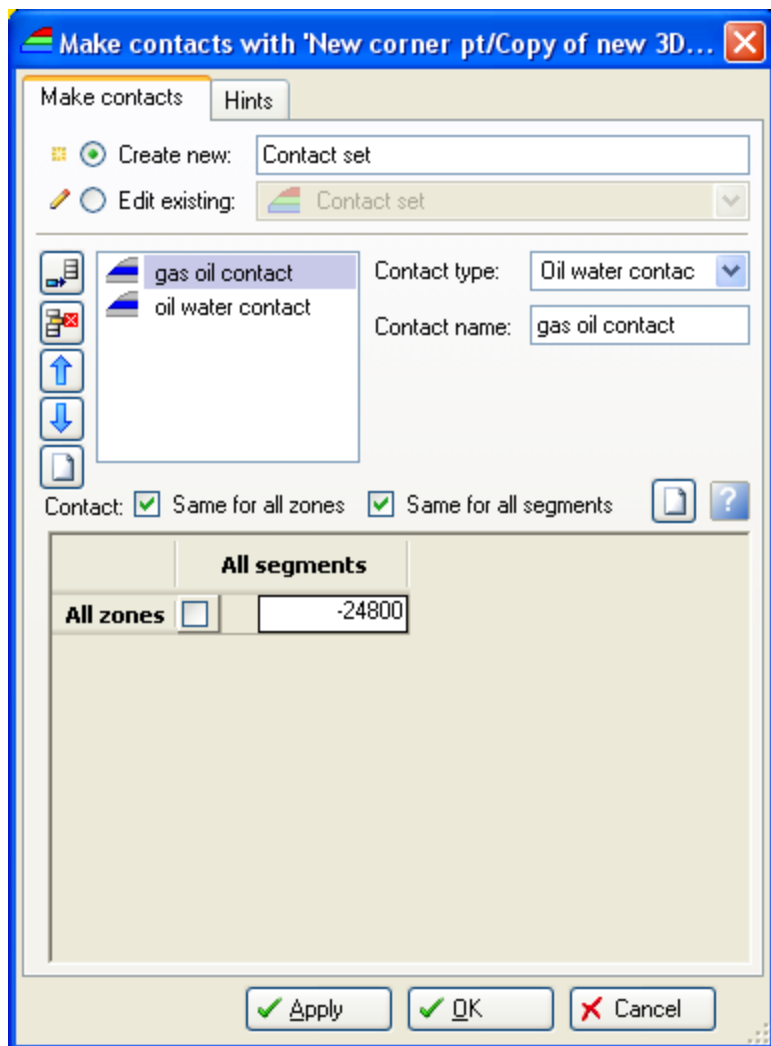 Make contacts with 'New corner pt/Copy of new 3D...
Make contacts Hints
Create new: Contact set
Edit existing: Contact set
gas oil contact Contact type: Oil water contac
oil water contact Contact name: gas oil contact
Contact: Same for all zones Same for all segments ?
All segments
All zones -24800
Apply OK Cancel